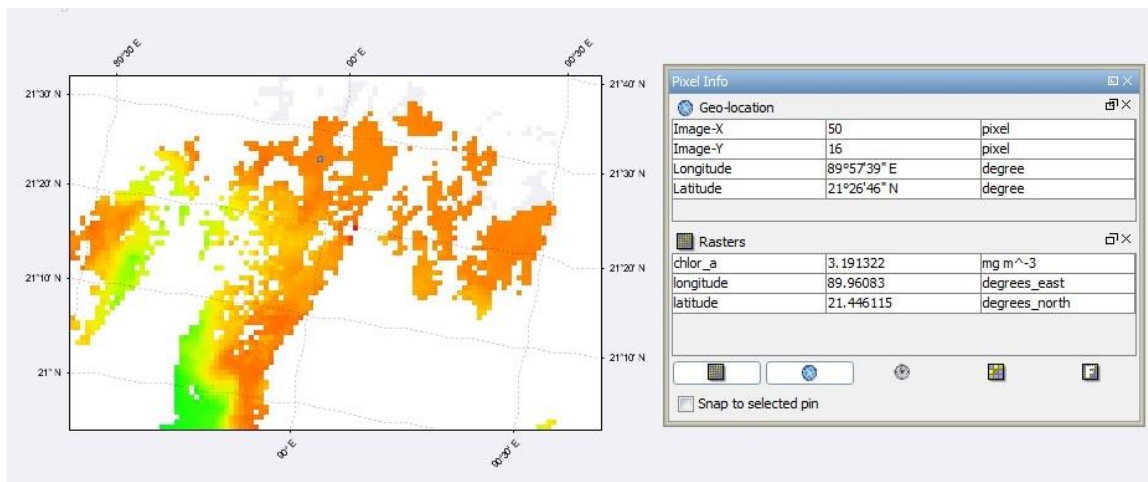 89°30' E
90° E
90°30' E
21°30' N
21°20' N
21°10' N
21° N
21°40' N
21°30' N
21°20' N
21°10' N
90° E
90°30' E
Pixel Info
Geo-location
Image-X 50 pixel
Image-Y 16 pixel
Longitude 89°57'39" E degree
Latitude 21°26'46" N degree
Rasters
chlor_a 3.191322 mg m^-3
longitude 89.96083 degrees_east
latitude 21.446115 degrees_north
Snap to selected pin